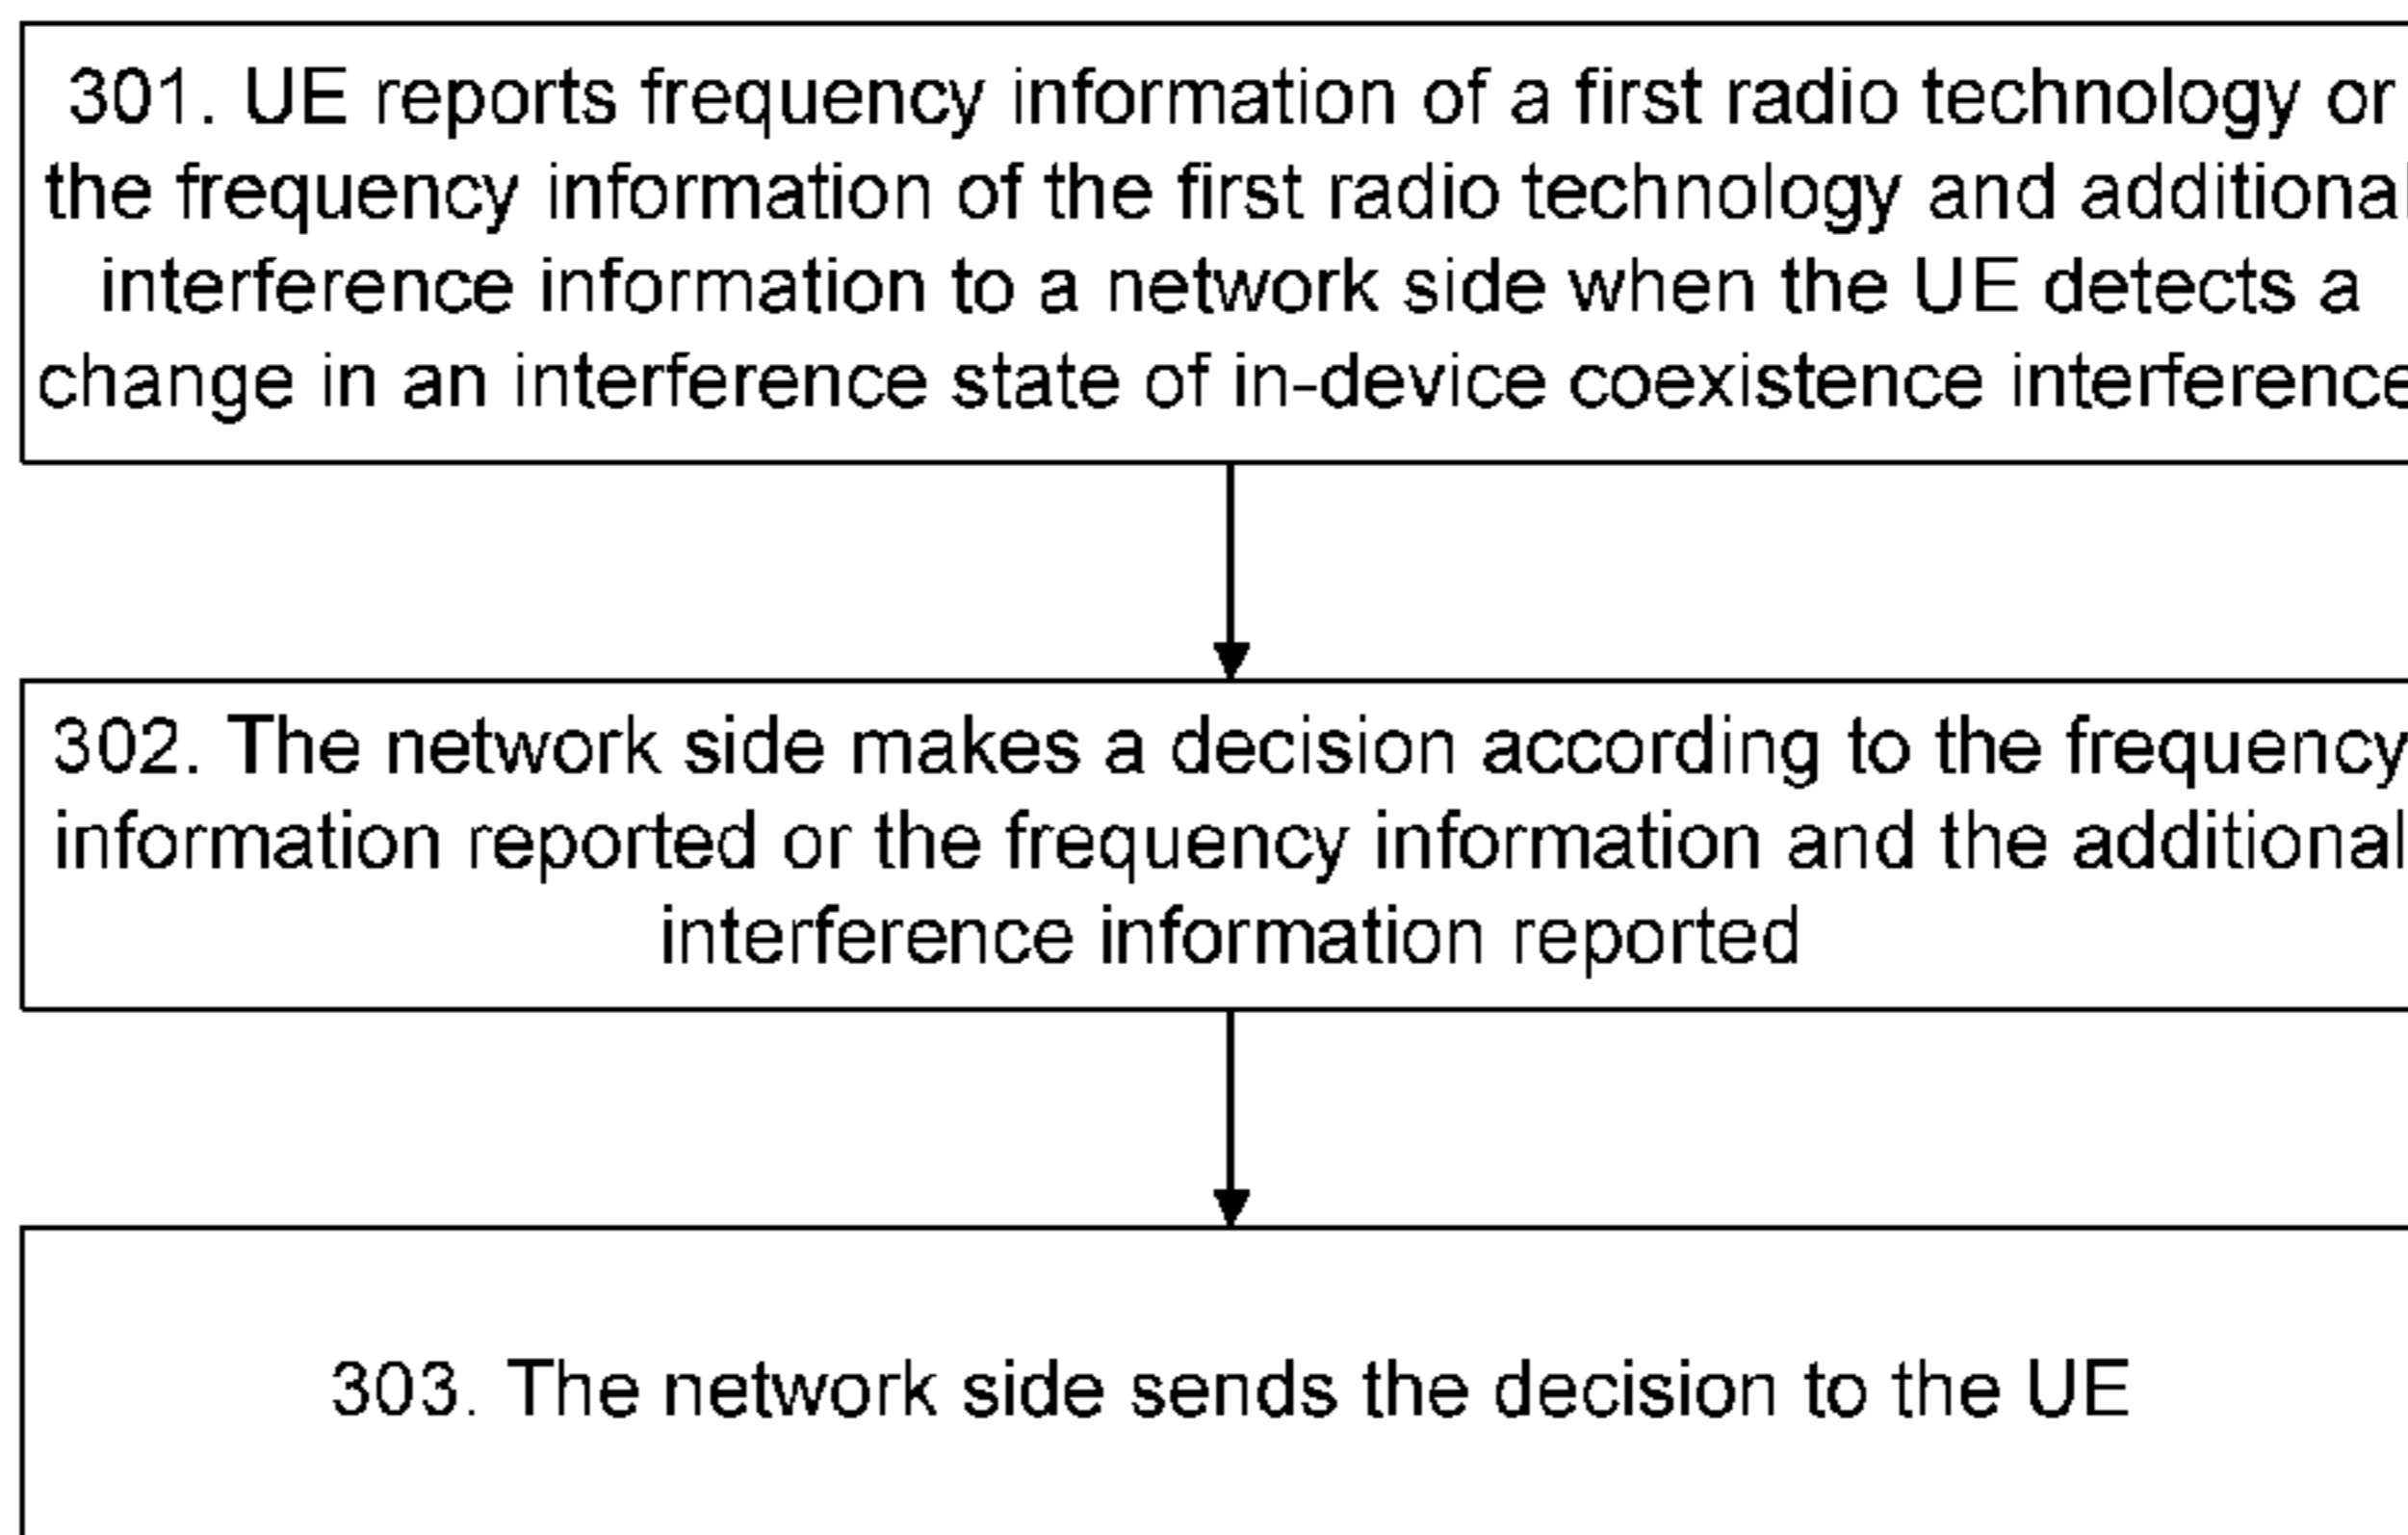 301. UE reports frequency information of a first radio technology or
the frequency information of the first radio technology and additional
interference information to a network side when the UE detects a
change in an interference state of in-device coexistence interference
302. The network side makes a decision according to the frequency
information reported or the frequency information and the additional
interference information reported
303. The network side sends the decision to the UE